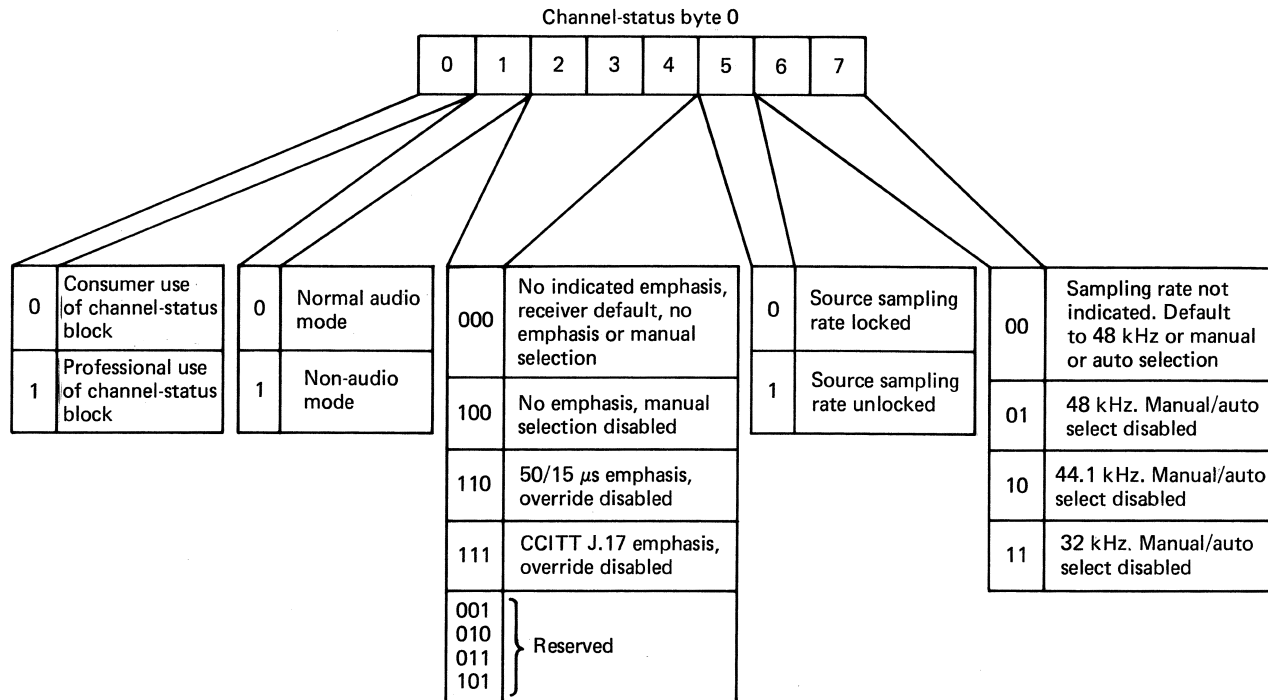 Channel-status byte 0
0 1 2 3 4 5 6 7
0
Consumer use
of channel-status
block
1
Professional use
of channel-status
block
0
Normal audio
mode
1
Non-audio
mode
000
No indicated emphasis,
receiver default, no
emphasis or manual
selection
100
No emphasis, manual
selection disabled
110
50/15 μs emphasis,
override disabled
111
CCITT J.17 emphasis,
override disabled
001
010
011
101
Reserved
0
Source sampling
rate locked
1
Source sampling
rate unlocked
00
Sampling rate not
indicated. Default
to 48 kHz or manual
or auto selection
01
48 kHz. Manual/auto
select disabled
10
44.1 kHz. Manual/auto
select disabled
11
32 kHz. Manual/auto
select disabled